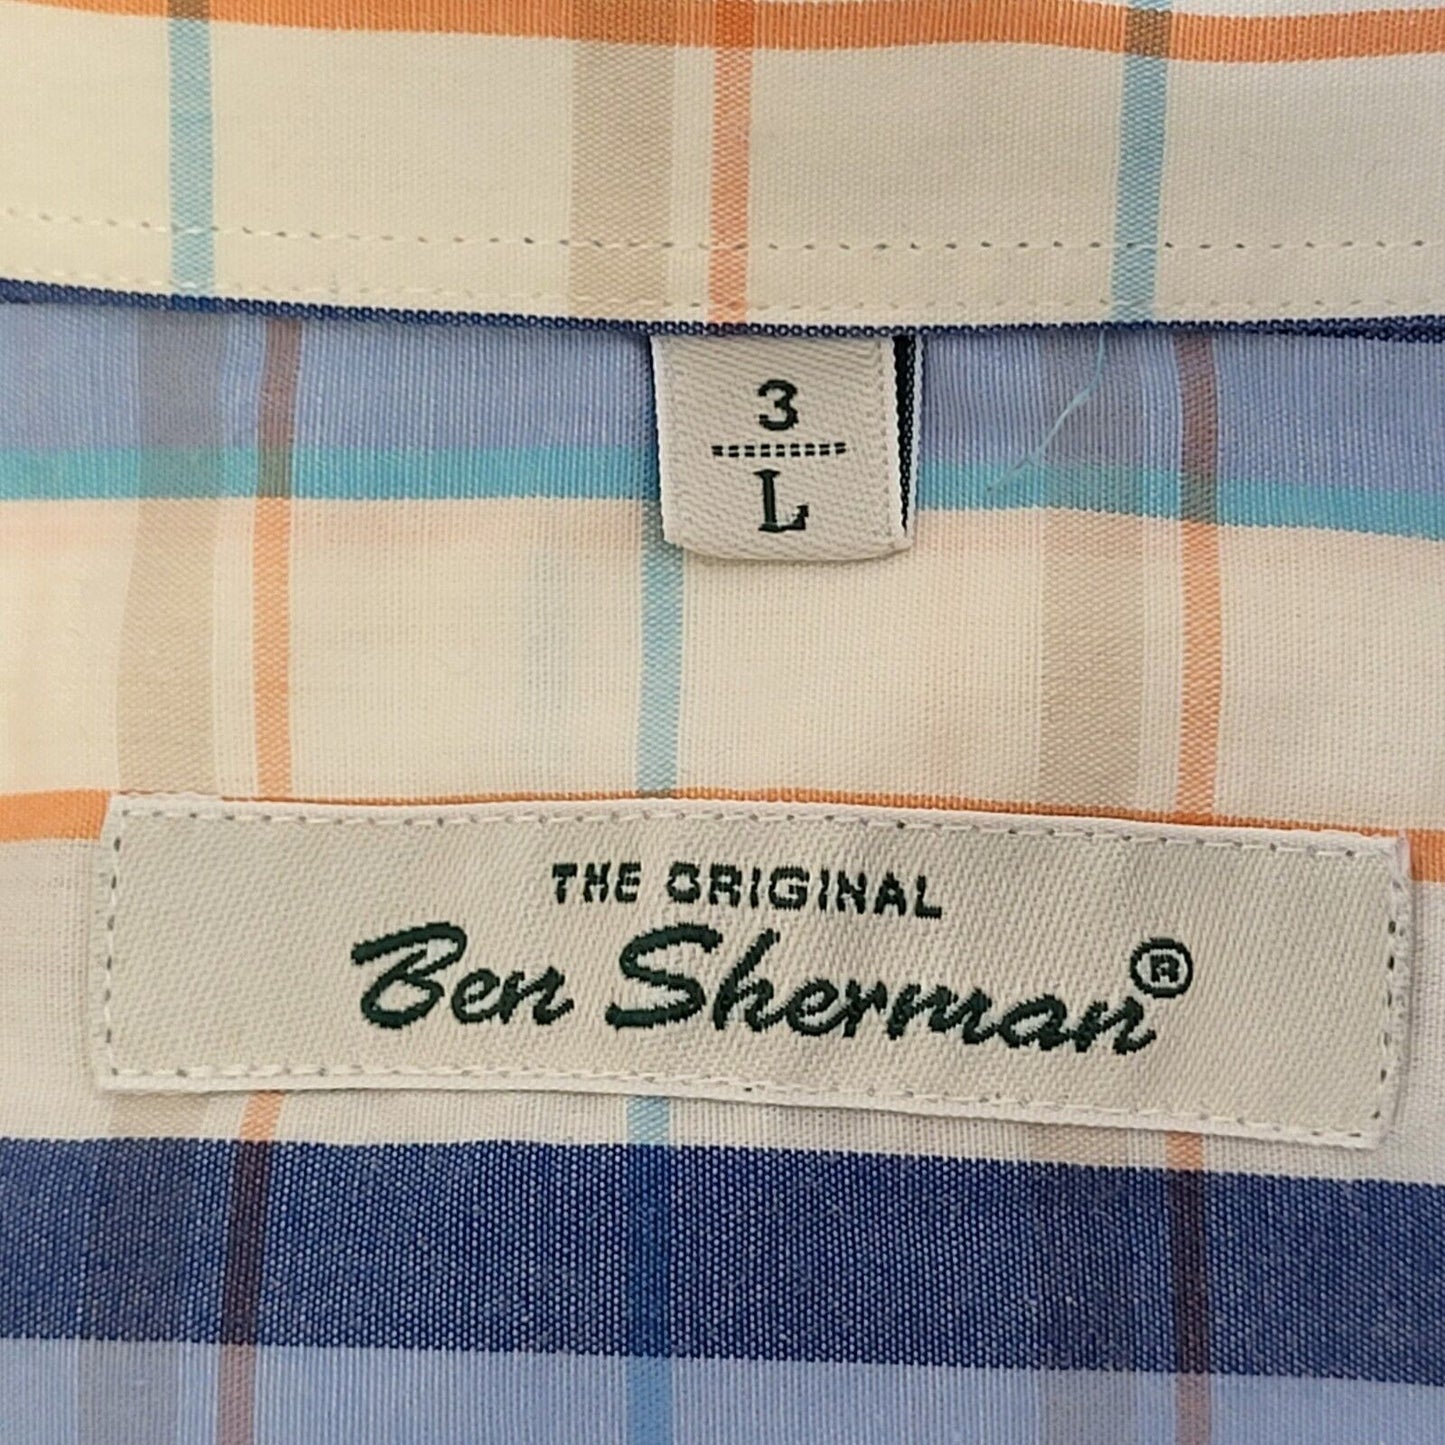 3
L
THE ORIGINAL
Ben Sherman®